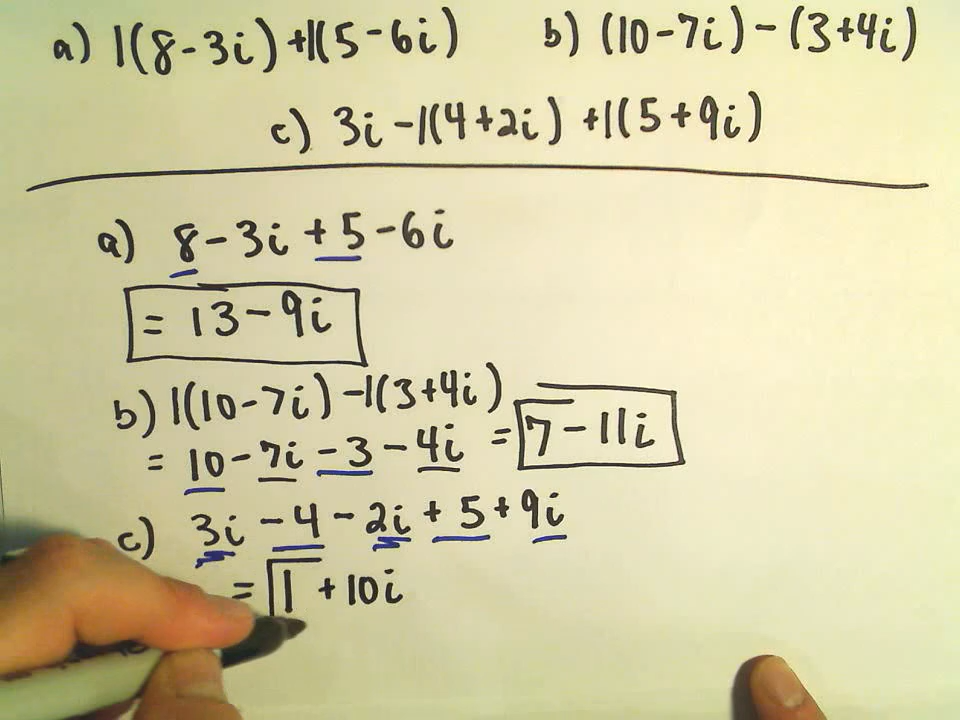 a) 1(8-3i) +1(5-6i) b) (10-7i) - (3+4i)
c) 3i -1(4+2i) +1(5+9i)
a) 8-3i +5-6i
= 13-9i
b) 1(10-7i) -1(3+4i)
= 10-7i -3 -4i = 7-11i
c) 3i -4 -2i +5 +9i
= 1 +10i